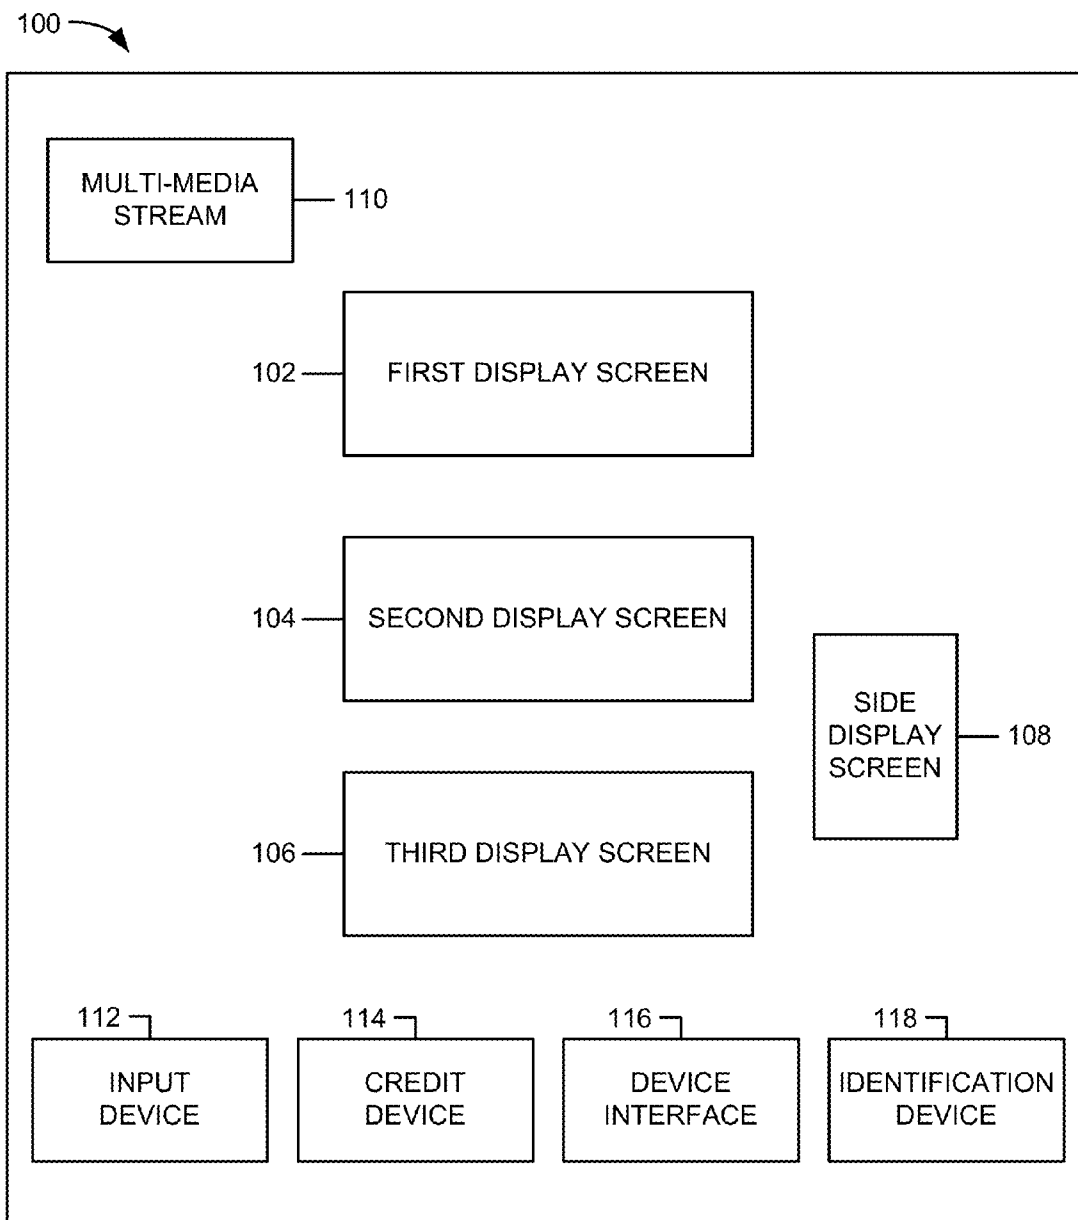 100
MULTI-MEDIA
STREAM
110
102
FIRST DISPLAY SCREEN
104
SECOND DISPLAY SCREEN
SIDE
DISPLAY
SCREEN
108
106
THIRD DISPLAY SCREEN
112
INPUT
DEVICE
114
CREDIT
DEVICE
116
DEVICE
INTERFACE
118
IDENTIFICATION
DEVICE